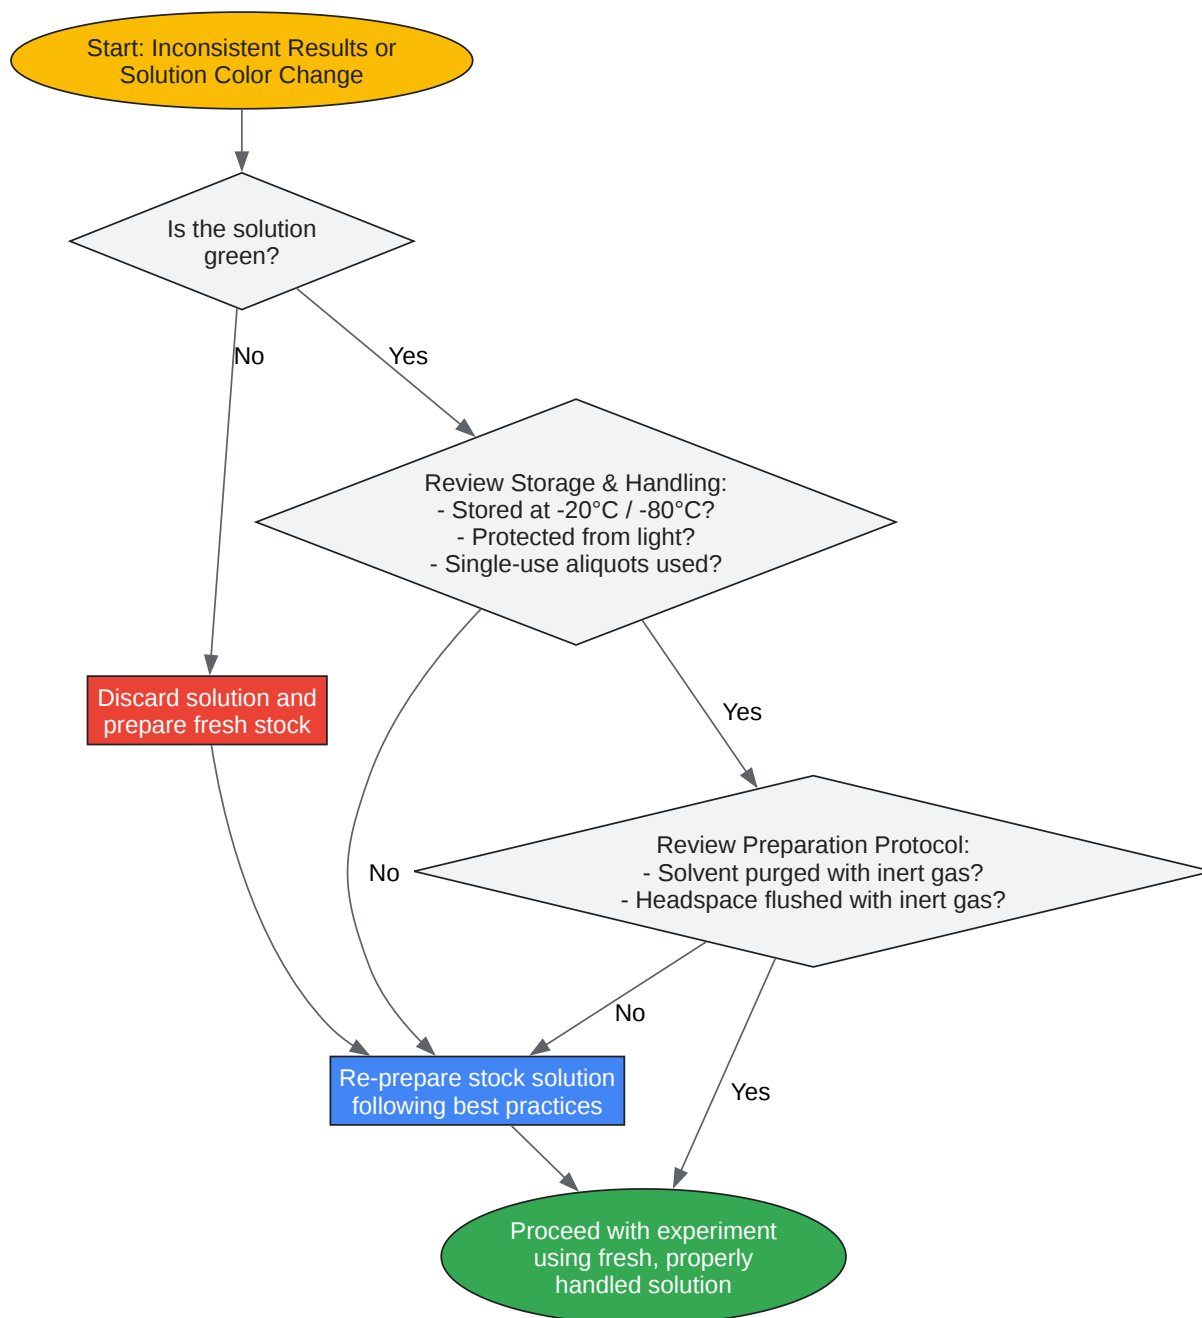 Start: Inconsistent Results or
Solution Color Change
Is the solution
green?
No
Yes
Review Storage & Handling:
- Stored at -20°C / -80°C?
- Protected from light?
- Single-use aliquots used?
Discard solution and
prepare fresh stock
Yes
Review Preparation Protocol:
- Solvent purged with inert gas?
- Headspace flushed with inert gas?
No
No
Re-prepare stock solution
following best practices
Yes
Proceed with experiment
using fresh, properly
handled solution